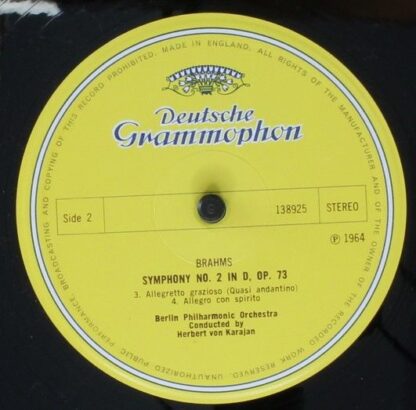 Deutsche
Grammophon
Side 2
138925
STEREO
Ⓟ 1964
BRAHMS
SYMPHONY NO. 2 IN D, OP. 73
3. Allegretto grazioso (Quasi andantino)
4. Allegro con spirito
Berlin Philharmonic Orchestra
Conducted by
Herbert von Karajan
ALL RIGHTS OF THE MANUFACTURER AND OF THE OWNER OF THE RECORDED WORK RESERVED. UNAUTHORIZED PUBLIC PERFORMANCE, BROADCASTING AND COPYING OF THIS RECORD PROHIBITED. MADE IN ENGLAND.